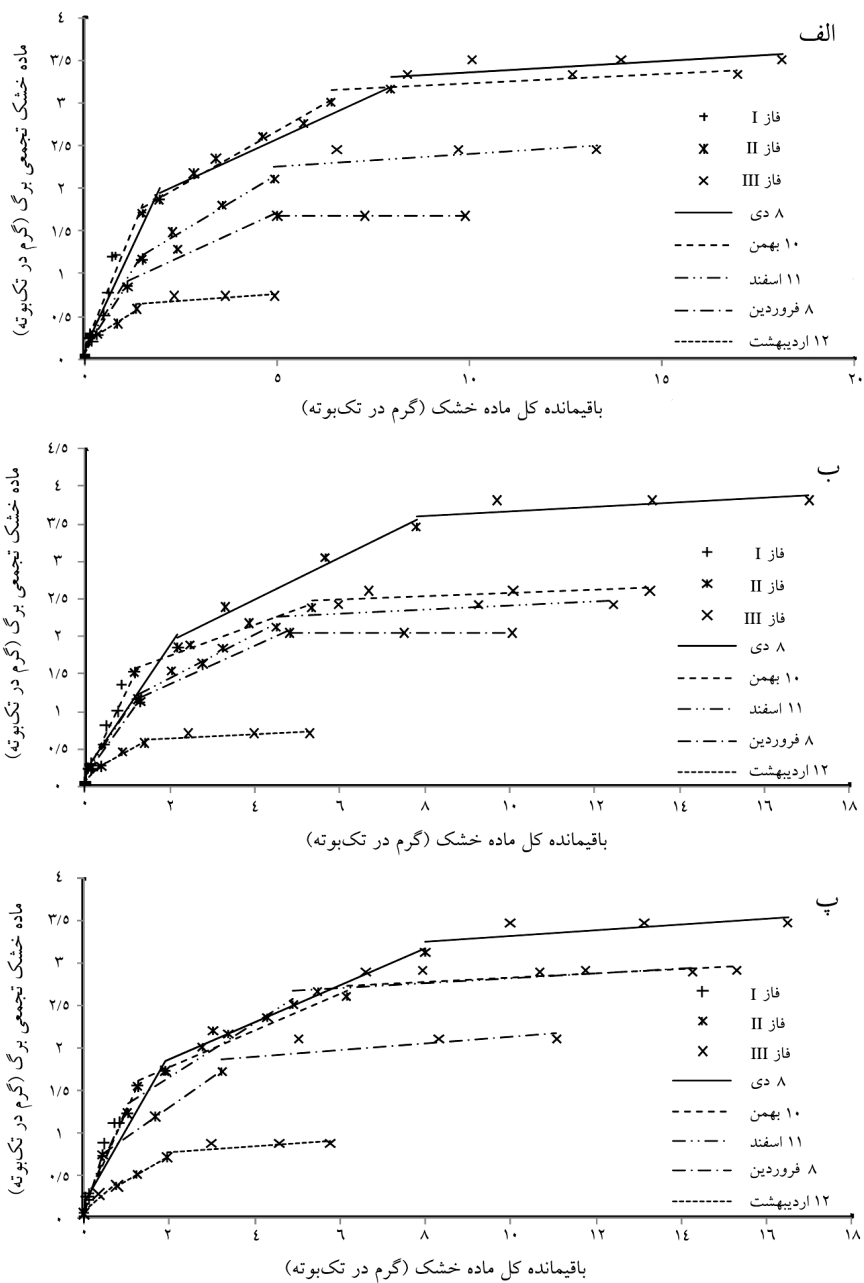 الف
ماده خشک تجمعی برگ (گرم در تک‌بوته)
۴
۳/۵
۳
۲/۵
۲
۱/۵
۱
۰/۵
۰
فاز I
فاز II
فاز III
۸ دی
۱۰ بهمن
۱۱ اسفند
۸ فروردین
۱۲ اردیبهشت
۰ ۵ ۱۰ ۱۵ ۲۰
باقیمانده کل ماده خشک (گرم در تک‌بوته)
ب
ماده خشک تجمعی برگ (گرم در تک‌بوته)
۴/۵
۴
۳/۵
۳
۲/۵
۲
۱/۵
۱
۰/۵
۰
فاز I
فاز II
فاز III
۸ دی
۱۰ بهمن
۱۱ اسفند
۸ فروردین
۱۲ اردیبهشت
۰ ۲ ۴ ۶ ۸ ۱۰ ۱۲ ۱۴ ۱۶ ۱۸
باقیمانده کل ماده خشک (گرم در تک‌بوته)
پ
ماده خشک تجمعی برگ (گرم در تک‌بوته)
۴
۳/۵
۳
۲/۵
۲
۱/۵
۱
۰/۵
۰
فاز I
فاز II
فاز III
۸ دی
۱۰ بهمن
۱۱ اسفند
۸ فروردین
۱۲ اردیبهشت
۰ ۲ ۴ ۶ ۸ ۱۰ ۱۲ ۱۴ ۱۶ ۱۸
باقیمانده کل ماده خشک (گرم در تک‌بوته)